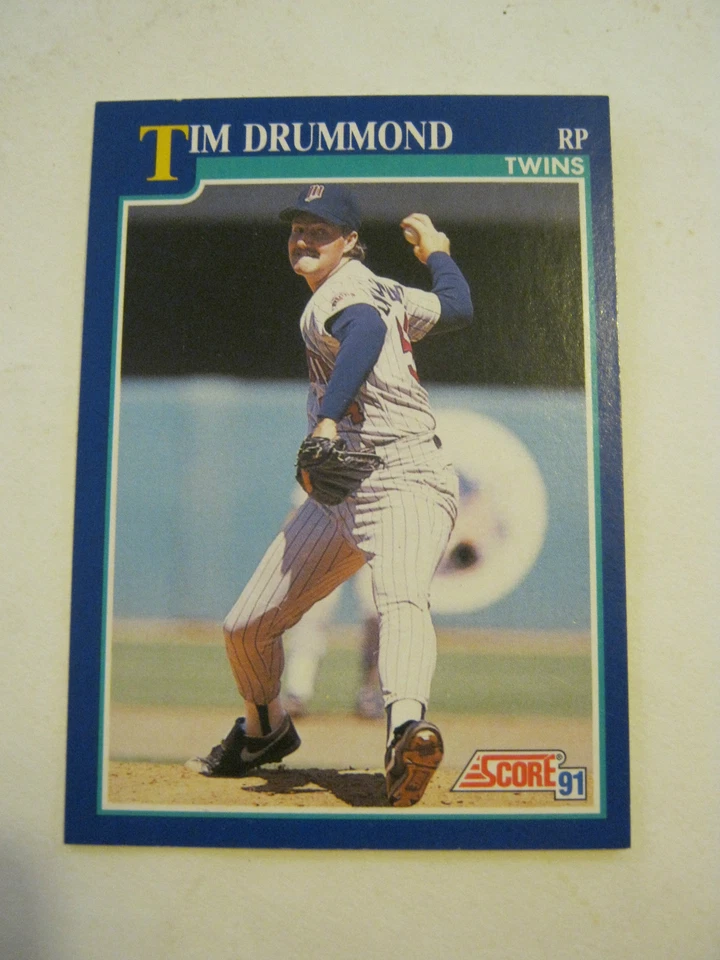 TIM DRUMMOND
RP
TWINS
SCORE®
91